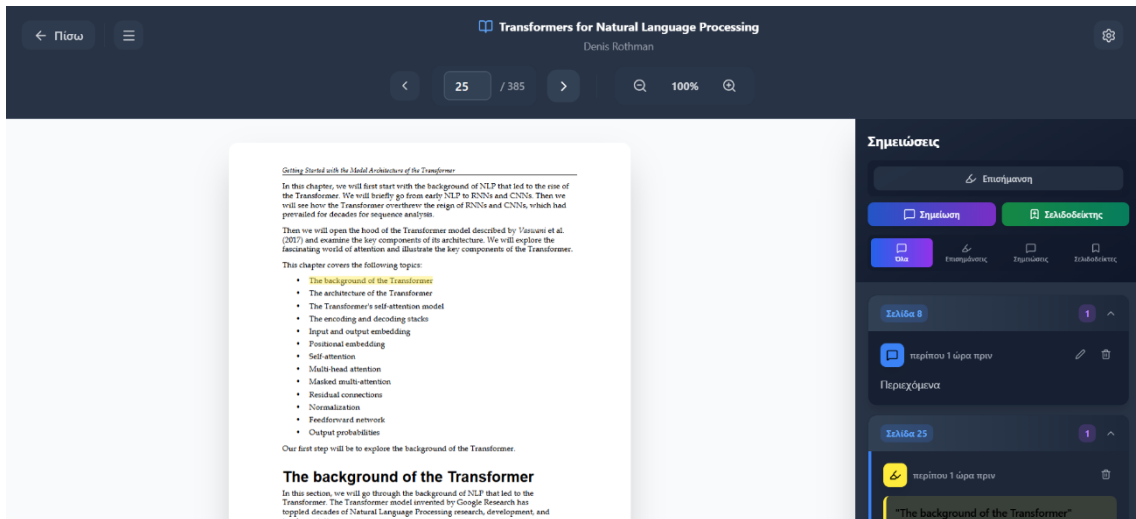 Πίσω
Transformers for Natural Language Processing
Denis Rothman
25 / 385
100%
Getting Started with the Model Architecture of the Transformer
In this chapter, we will first start with the background of NLP that led to the rise of
the Transformer. We will briefly go from early NLP to RNNs and CNNs. Then we
will see how the Transformer overthrew the reign of RNNs and CNNs, which had
prevailed for decades for sequence analysis.
Then we will open the hood of the Transformer model described by Vaswani et al.
(2017) and examine the key components of its architecture. We will explore the
fascinating world of attention and illustrate the key components of the Transformer.
This chapter covers the following topics:
• The background of the Transformer
• The architecture of the Transformer
• The Transformer's self-attention model
• The encoding and decoding stacks
• Input and output embedding
• Positional embedding
• Self-attention
• Multi-head attention
• Masked multi-attention
• Residual connections
• Normalization
• Feedforward network
• Output probabilities
Our first step will be to explore the background of the Transformer.
The background of the Transformer
In this section, we will go through the background of NLP that led to the
Transformer. The Transformer model invented by Google Research has
toppled decades of Natural Language Processing research, development, and
Σημειώσεις
Επισήμανση
Σημείωση
Σελιδοδείκτης
Όλα
Επισημάνσεις
Σημειώσεις
Σελιδοδείκτες
Σελίδα 8
1
περίπου 1 ώρα πριν
Περιεχόμενα
Σελίδα 25
1
περίπου 1 ώρα πριν
"The background of the Transformer"